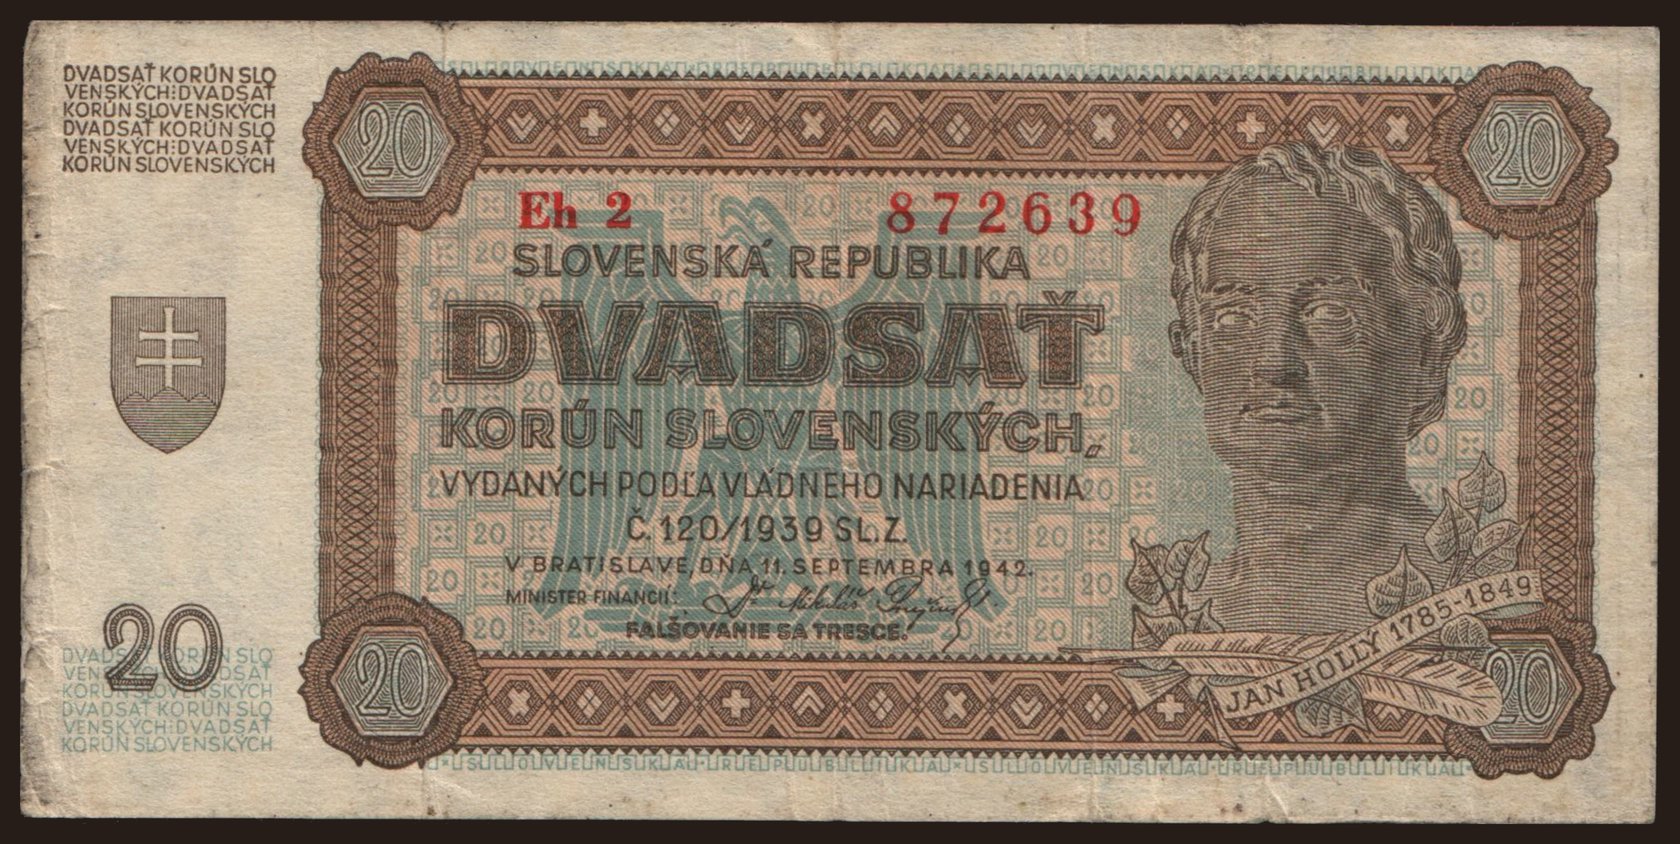 DVADSAŤ KORÚN SLO
VENSKÝCH:DVADSAŤ
KORÚN SLOVENSKÝCH
DVADSAŤ KORÚN SLO
VENSKÝCH:DVADSAŤ
KORÚN SLOVENSKÝCH
20
20
Eh 2 872639
SLOVENSKÁ REPUBLIKA
DVADSAŤ
KORÚN SLOVENSKÝCH,
VYDANÝCH PODĽA VLÁDNEHO NARIADENIA
Č. 120/1939 SL. Z.
V BRATISLAVE, DŇA 11. SEPTEMBRA 1942.
MINISTER FINANCIÍ:
FALŠOVANIE SA TRESCE.
JAN HOLLÝ 1785-1849
20
DVADSAŤ KORÚN SLO
VENSKÝCH:DVADSAŤ
KORÚN SLOVENSKÝCH
DVADSAŤ KORÚN SLO
VENSKÝCH:DVADSAŤ
KORÚN SLOVENSKÝCH
20
20